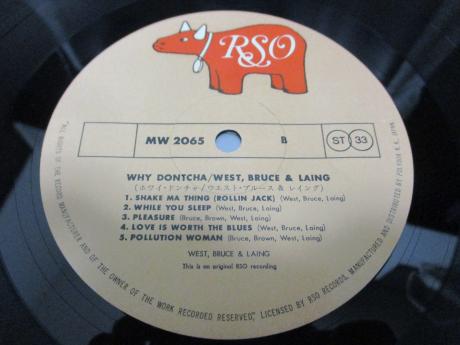 RSO
MW 2065 B ST 33
WHY DONTCHA/WEST, BRUCE & LAING
(ホワイ・ドンチャ/ウエスト・ブルース & レイング)
1. SHAKE MA THING (ROLLIN JACK) (West, Bruce, Laing)
2. WHILE YOU SLEEP (West, Bruce, Laing)
3. PLEASURE (Bruce, Brown, West, Laing)
4. LOVE IS WORTH THE BLUES (West, Bruce, Laing)
5. POLLUTION WOMAN (Bruce, Brown, West, Laing)
WEST, BRUCE & LAING
This is an original RSO recording
"ALL RIGHTS OF THE RECORD MANUFACTURER AND OF THE OWNER OF THE WORK RECORDED RESERVED", LICENSED BY RSO RECORDS, MANUFACTURED AND DISTRIBUTED BY POLYDOR K. K. JAPAN